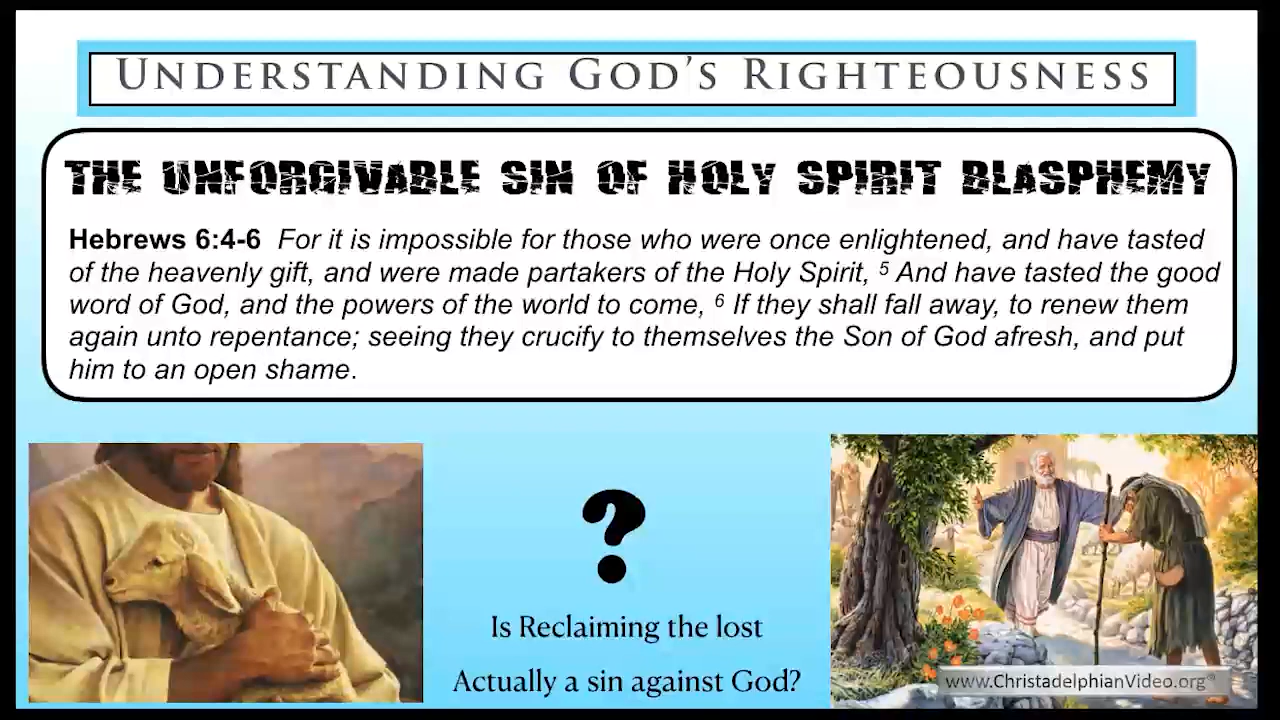 UNDERSTANDING GOD'S RIGHTEOUSNESS
THE UNFORGIVABLE SIN OF HOLY SPIRIT BLASPHEMY
Hebrews 6:4-6 For it is impossible for those who were once enlightened, and have tasted
of the heavenly gift, and were made partakers of the Holy Spirit, 5 And have tasted the good
word of God, and the powers of the world to come, 6 If they shall fall away, to renew them
again unto repentance; seeing they crucify to themselves the Son of God afresh, and put
him to an open shame.
?
Is Reclaiming the lost
Actually a sin against God?
www.ChristadelphianVideo.org®